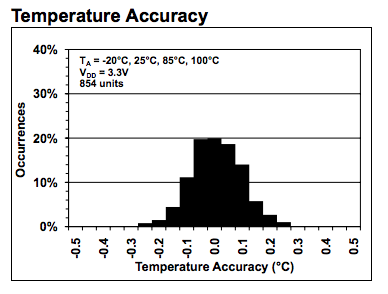 Temperature Accuracy
40%
T_A = -20°C, 25°C, 85°C, 100°C
V_DD = 3.3V
854 units
30%
20%
10%
0%
Occurrences
-0.5 -0.4 -0.3 -0.2 -0.1 0.0 0.1 0.2 0.3 0.4 0.5
Temperature Accuracy (°C)